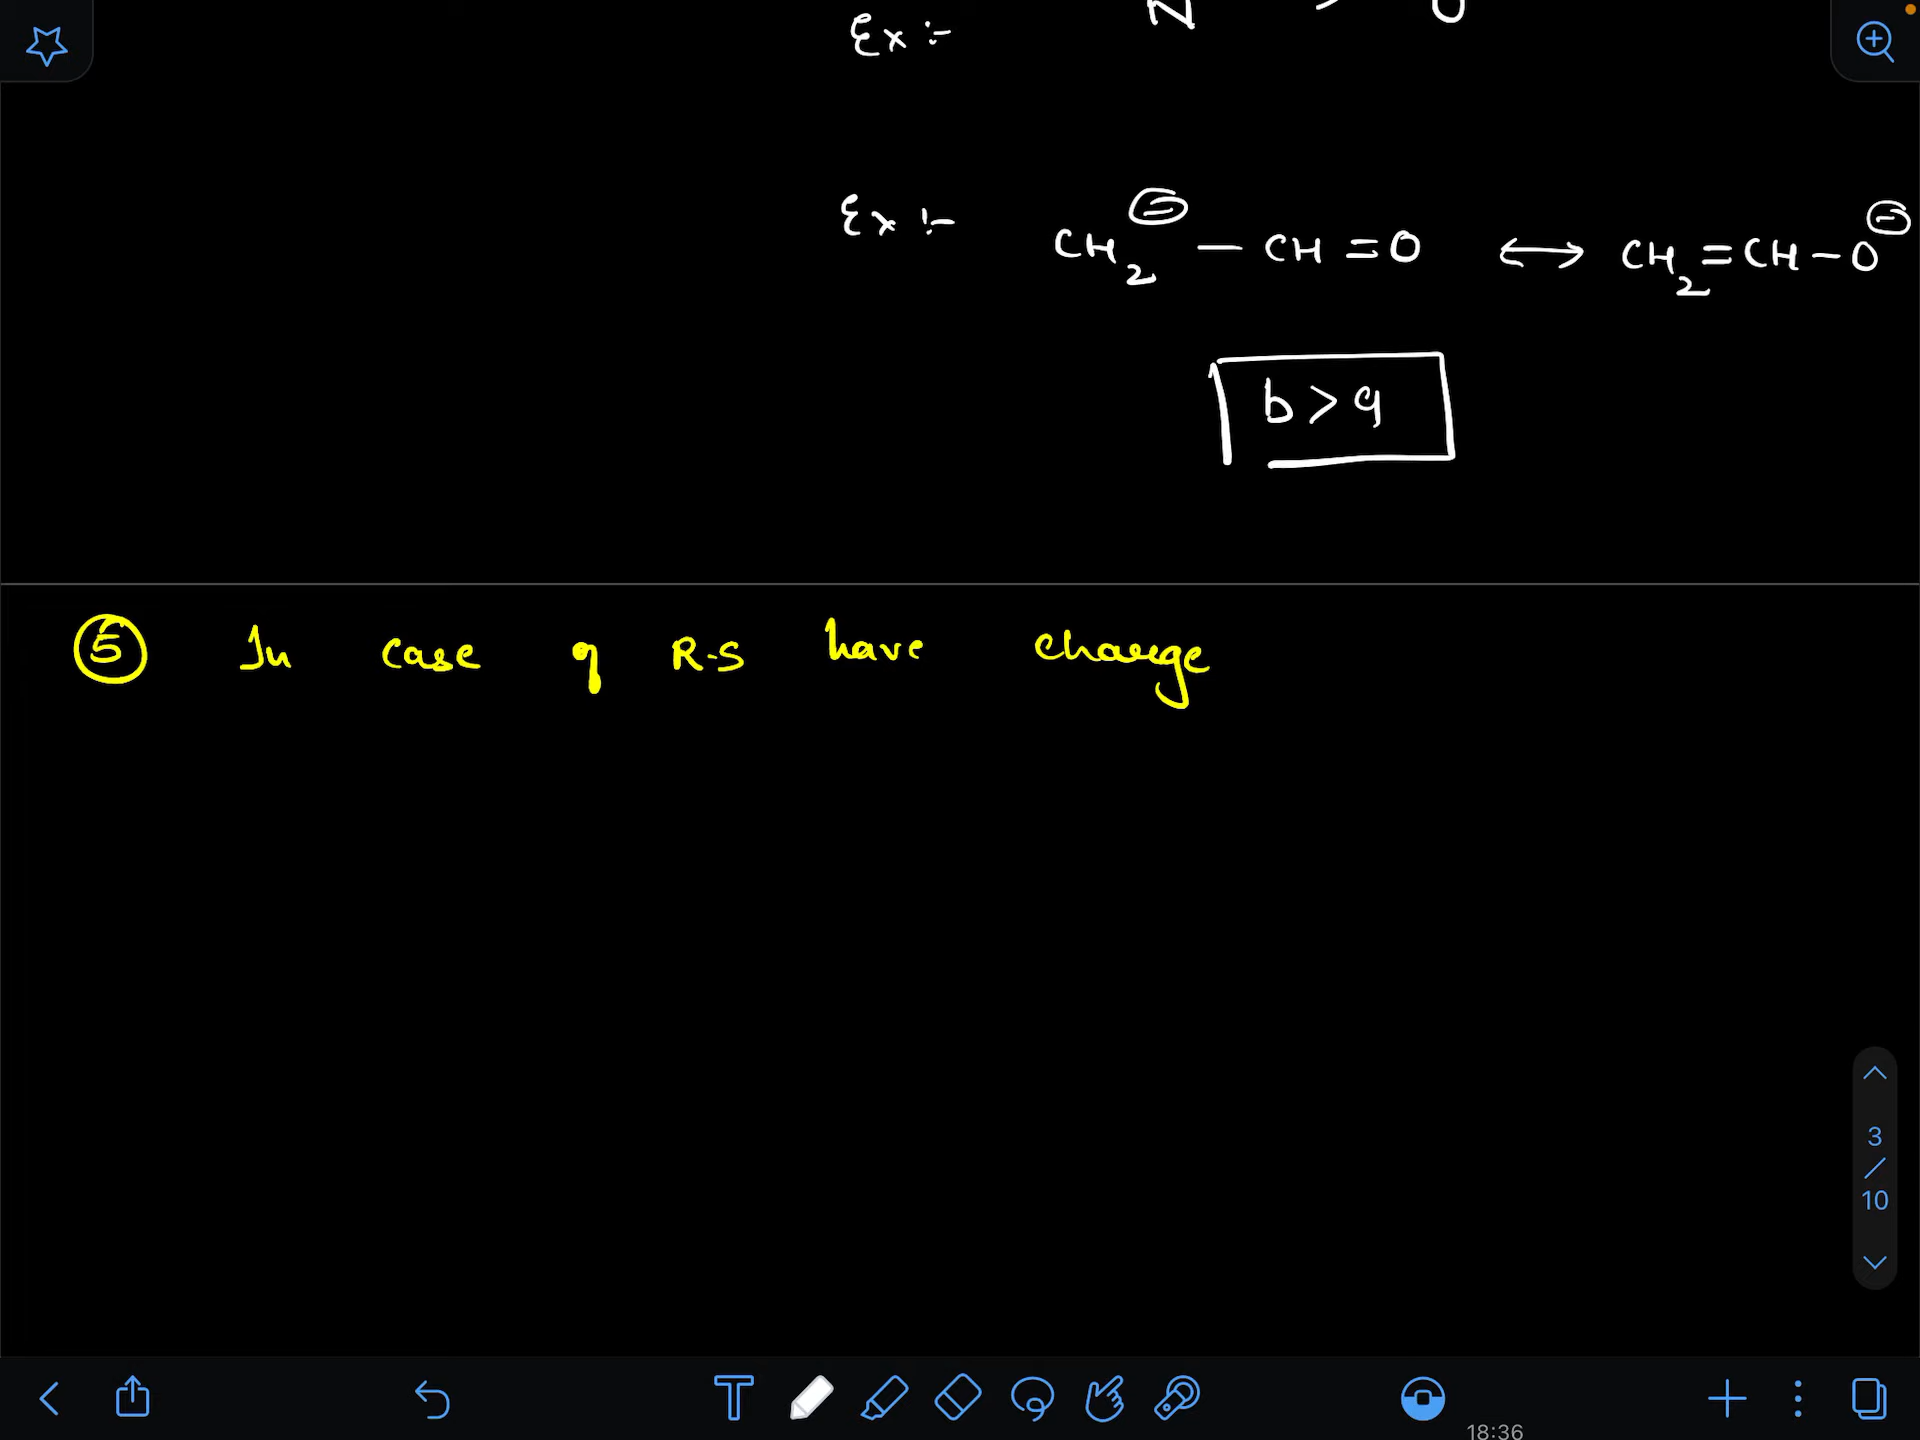 Ex :- N > O
Ex :- CH₂⊖ — CH = O ↔ CH₂ = CH – O⊖
b > a
⑤ In case of R.S have charge
3
/
10
T
18:36